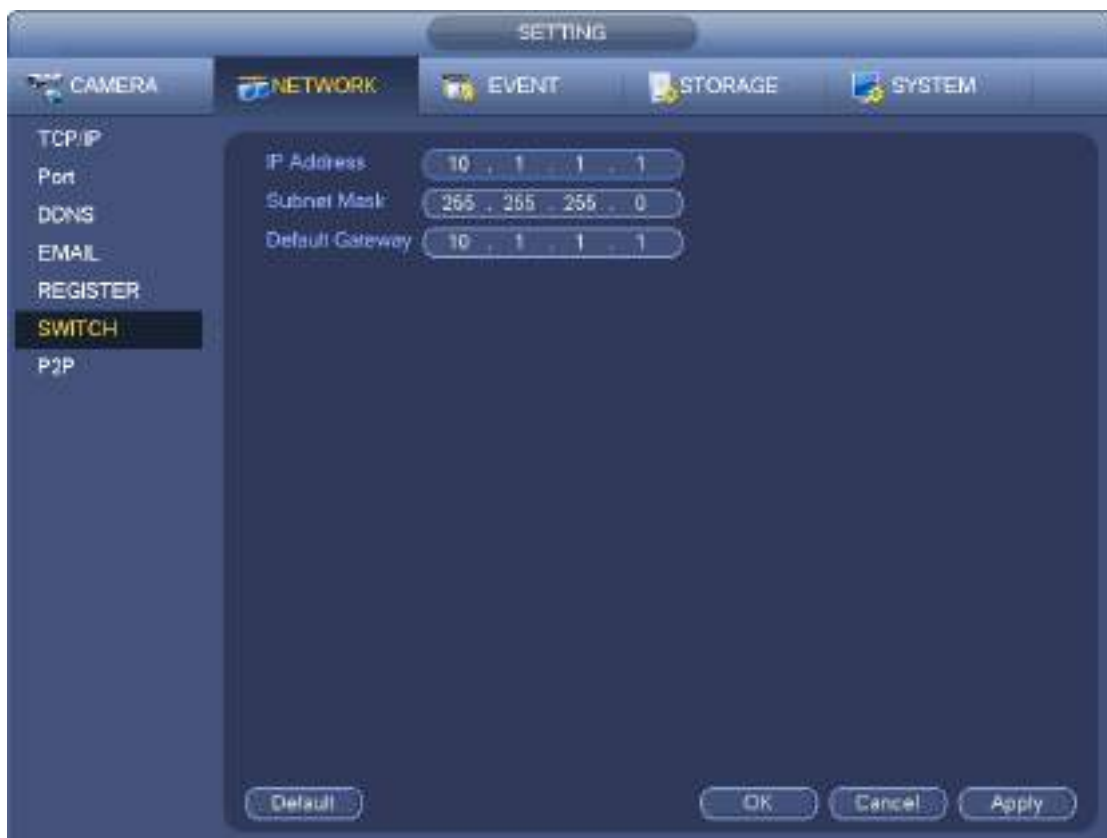 SETTING
CAMERA NETWORK EVENT STORAGE SYSTEM
TCP/IP
Port
DDNS
EMAIL
REGISTER
SWITCH
P2P
IP Address 10 . 1 . 1 . 1
Subnet Mask 255 . 255 . 255 . 0
Default Gateway 10 . 1 . 1 . 1
Default OK Cancel Apply